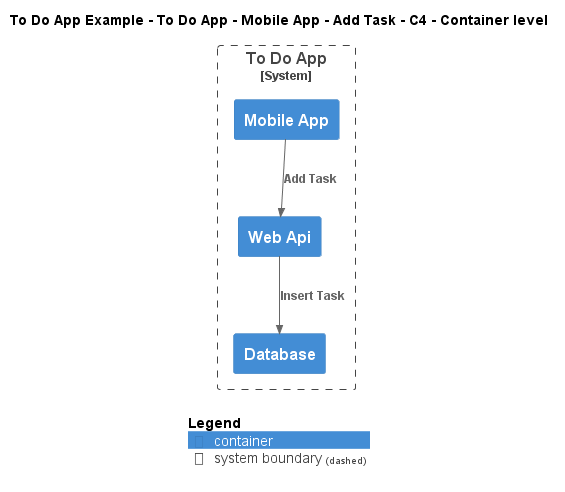 To Do App Example - To Do App - Mobile App - Add Task - C4 - Container level
To Do App
[System]
Mobile App
Add Task
Web Api
Insert Task
Database
Legend
container
system boundary (dashed)